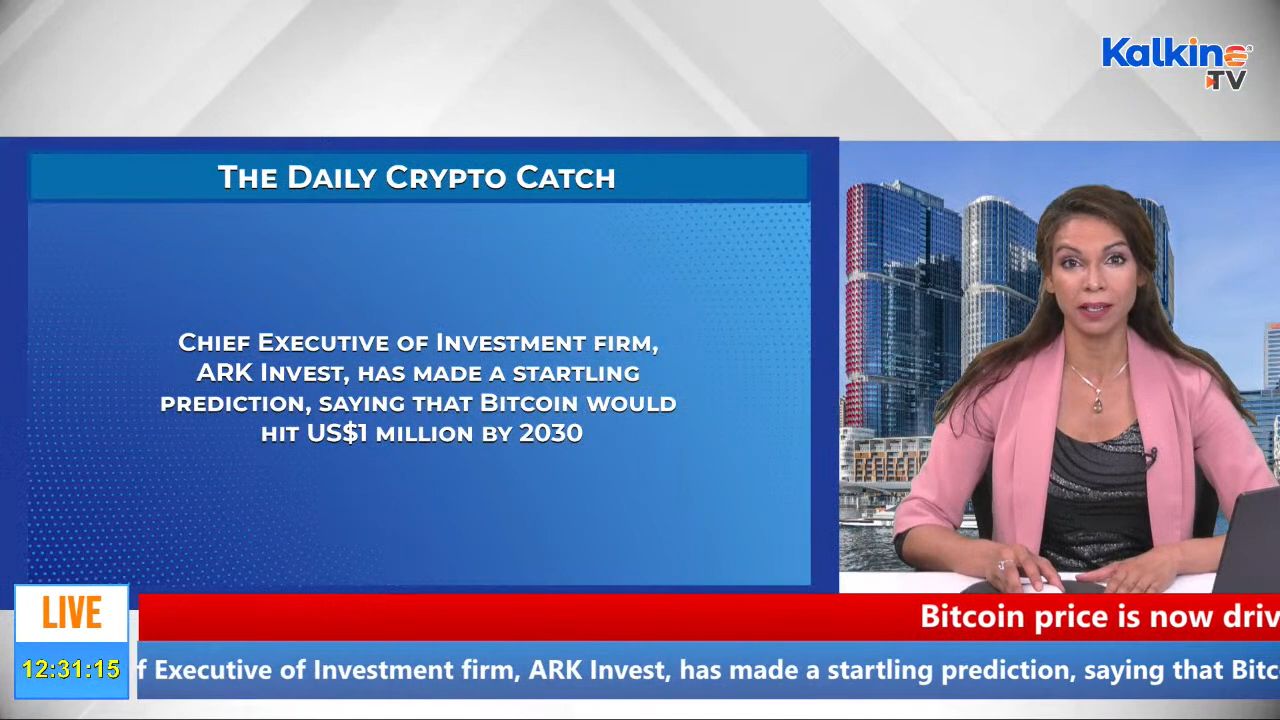 Kalkine
TV
THE DAILY CRYPTO CATCH
CHIEF EXECUTIVE OF INVESTMENT FIRM,
ARK INVEST, HAS MADE A STARTLING
PREDICTION, SAYING THAT BITCOIN WOULD
HIT US$1 MILLION BY 2030
LIVE
Bitcoin price is now driv
12:31:15
f Executive of Investment firm, ARK Invest, has made a startling prediction, saying that Bitc